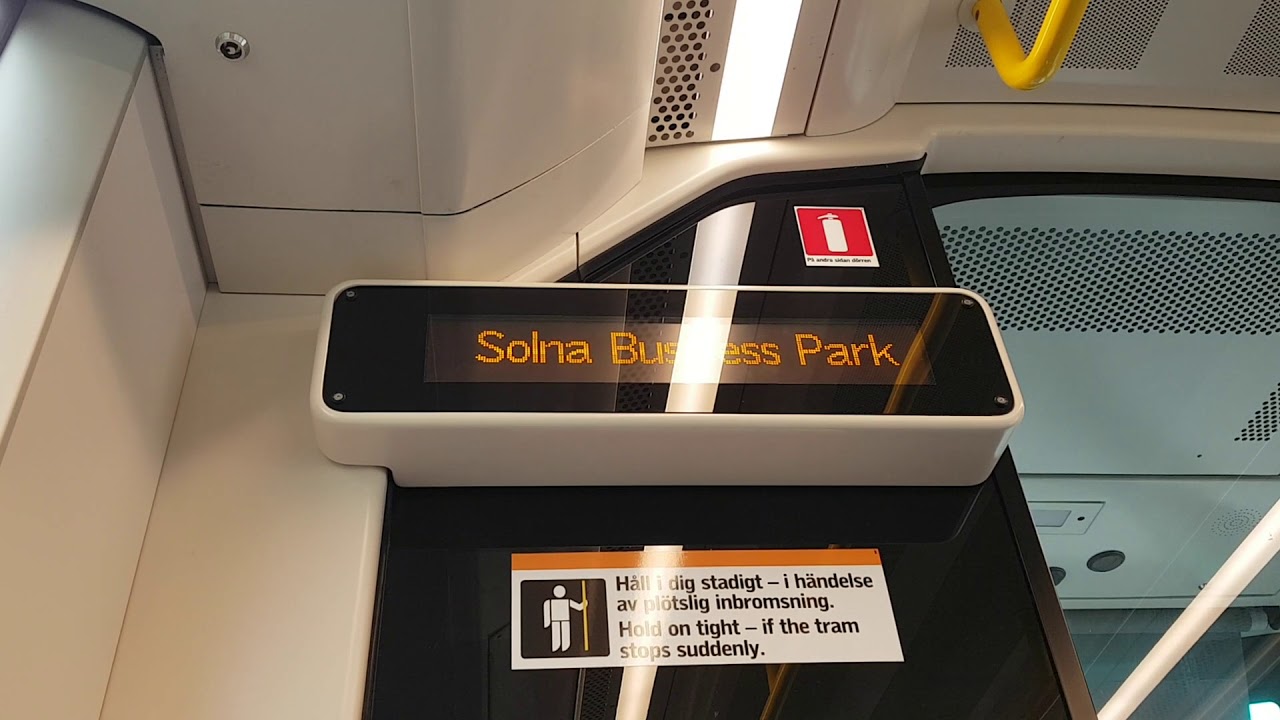 På andra sidan dörren
Solna Business Park
Håll i dig stadigt – i händelse
av plötslig inbromsning.
Hold on tight – if the tram
stops suddenly.